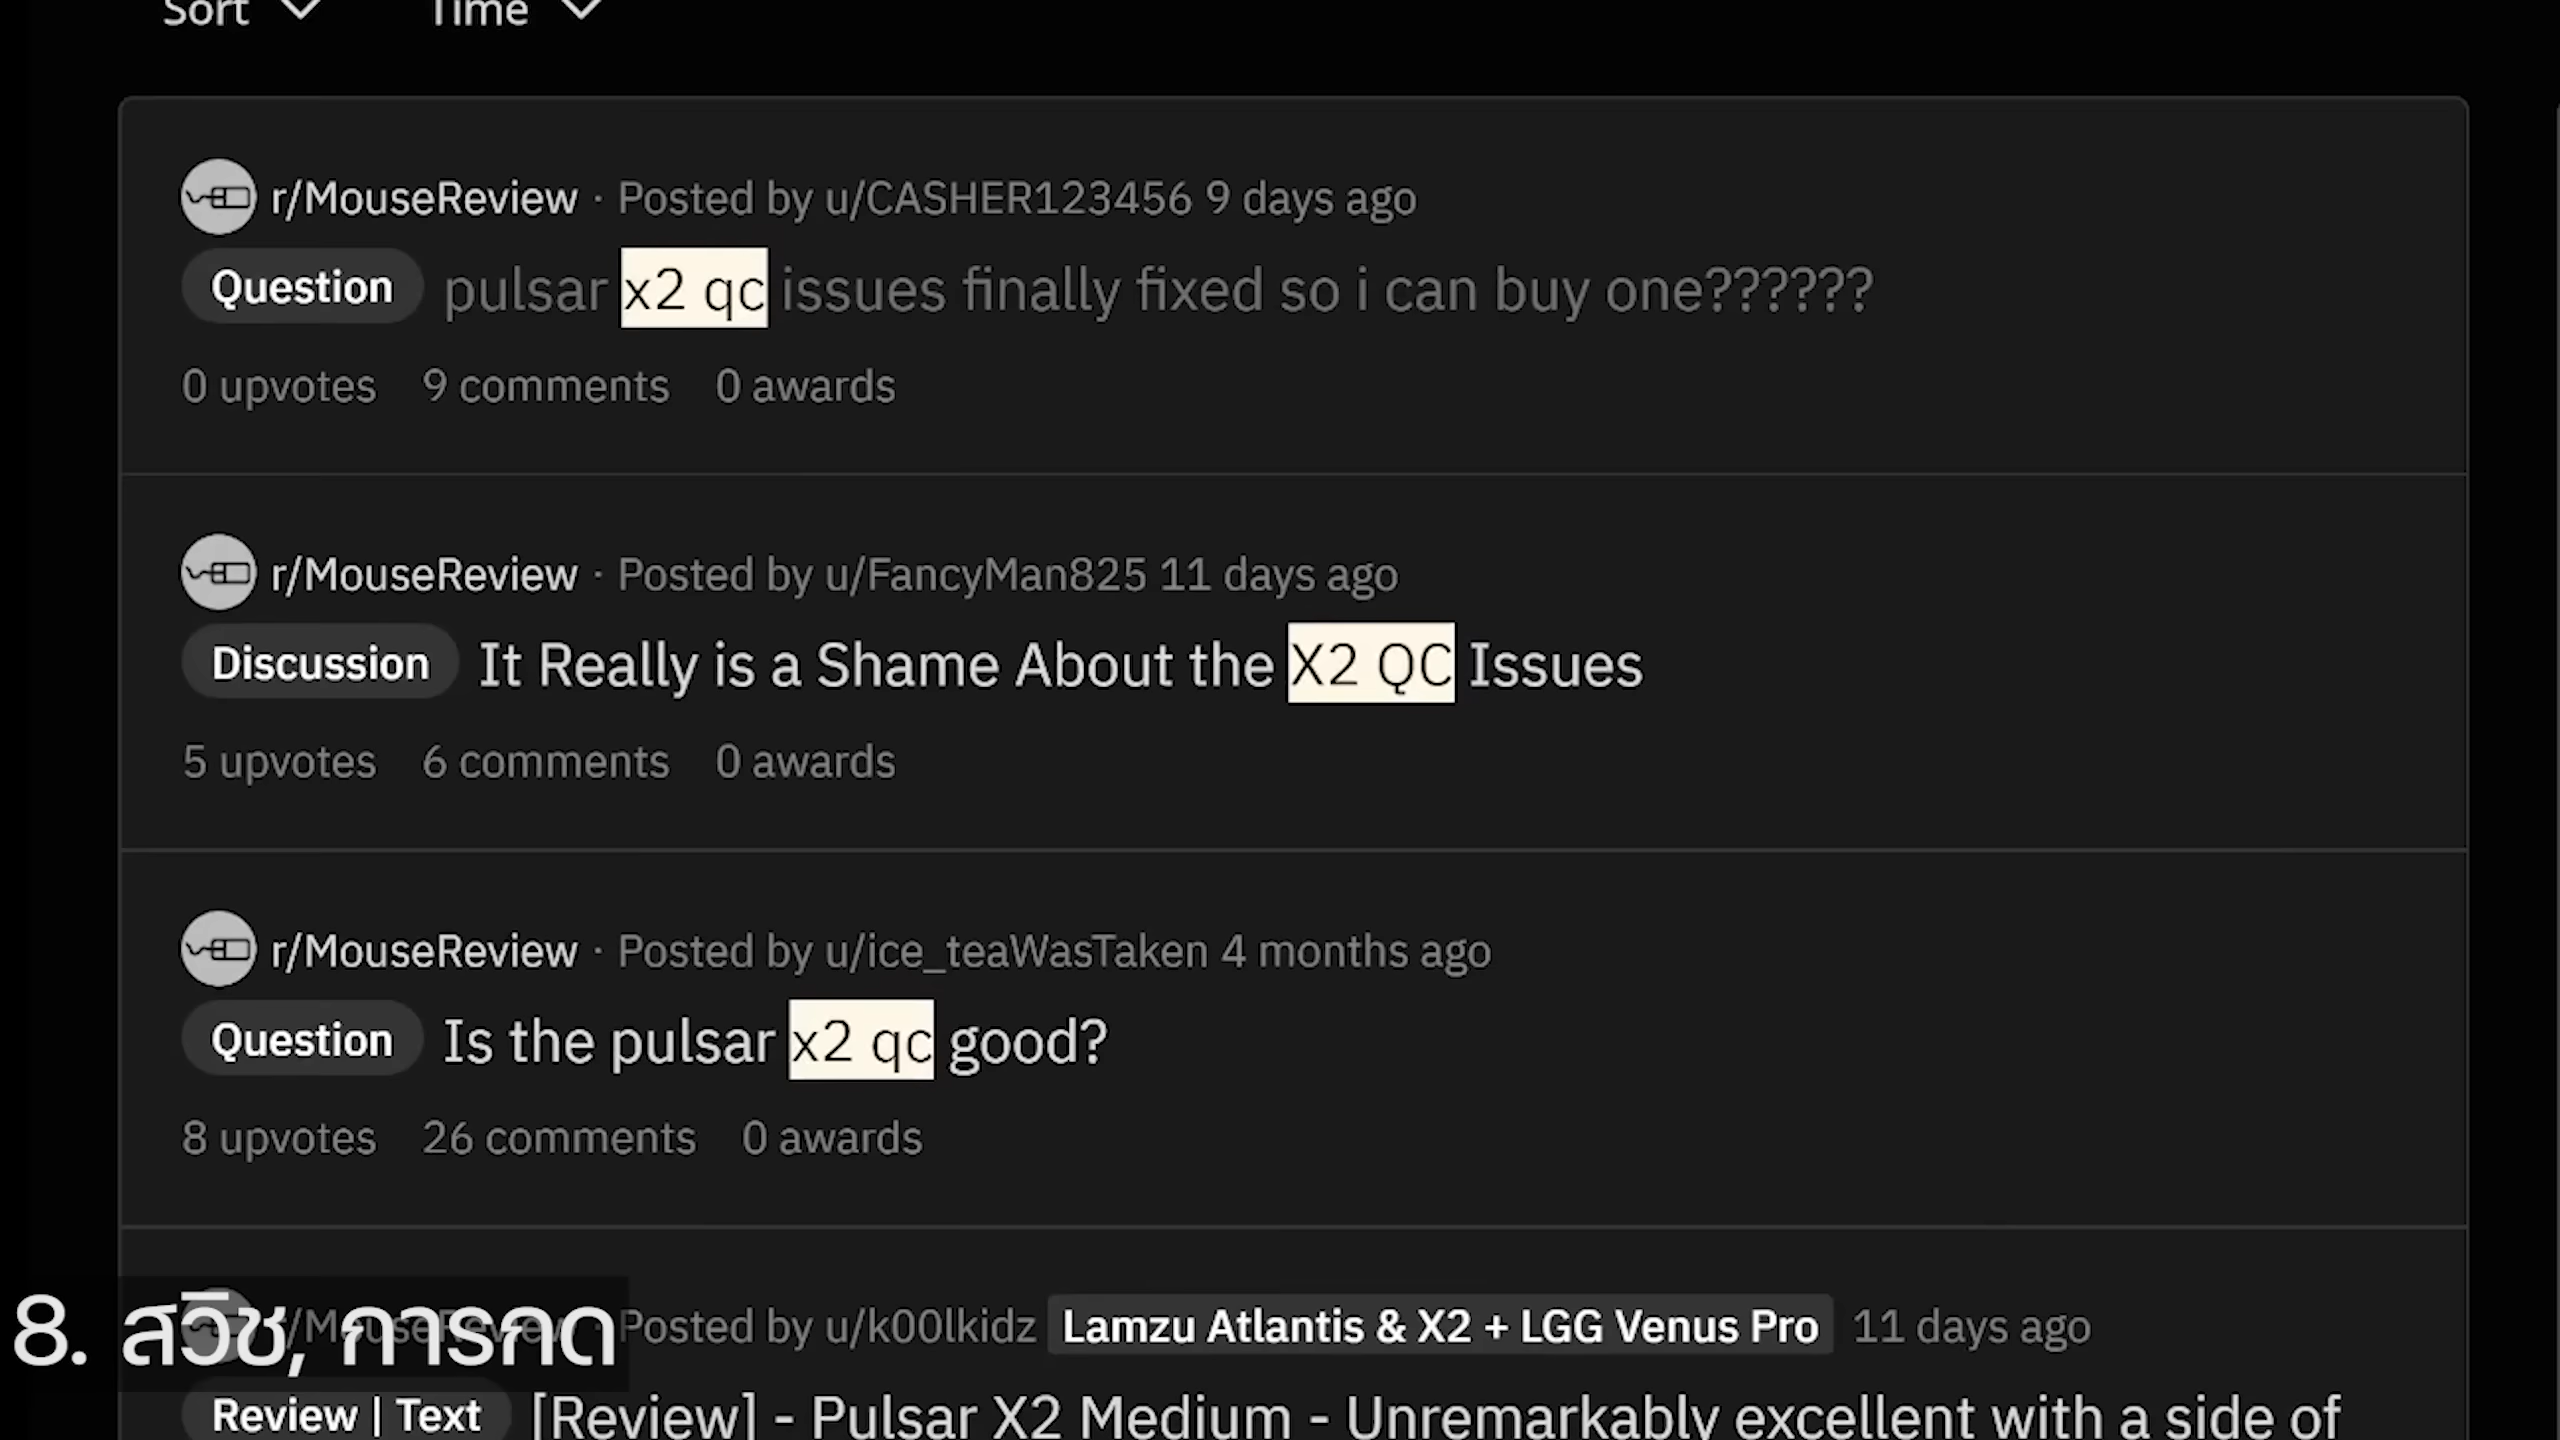 Sort Time
r/MouseReview · Posted by u/CASHER123456 9 days ago
Question pulsar x2 qc issues finally fixed so i can buy one??????
0 upvotes 9 comments 0 awards
r/MouseReview · Posted by u/FancyMan825 11 days ago
Discussion It Really is a Shame About the X2 QC Issues
5 upvotes 6 comments 0 awards
r/MouseReview · Posted by u/ice_teaWasTaken 4 months ago
Question Is the pulsar x2 qc good?
8 upvotes 26 comments 0 awards
r/MouseReview · Posted by u/k00lkidz Lamzu Atlantis & X2 + LGG Venus Pro 11 days ago
8. สวิช, การกด
Review | Text [Review] - Pulsar X2 Medium - Unremarkably excellent with a side of